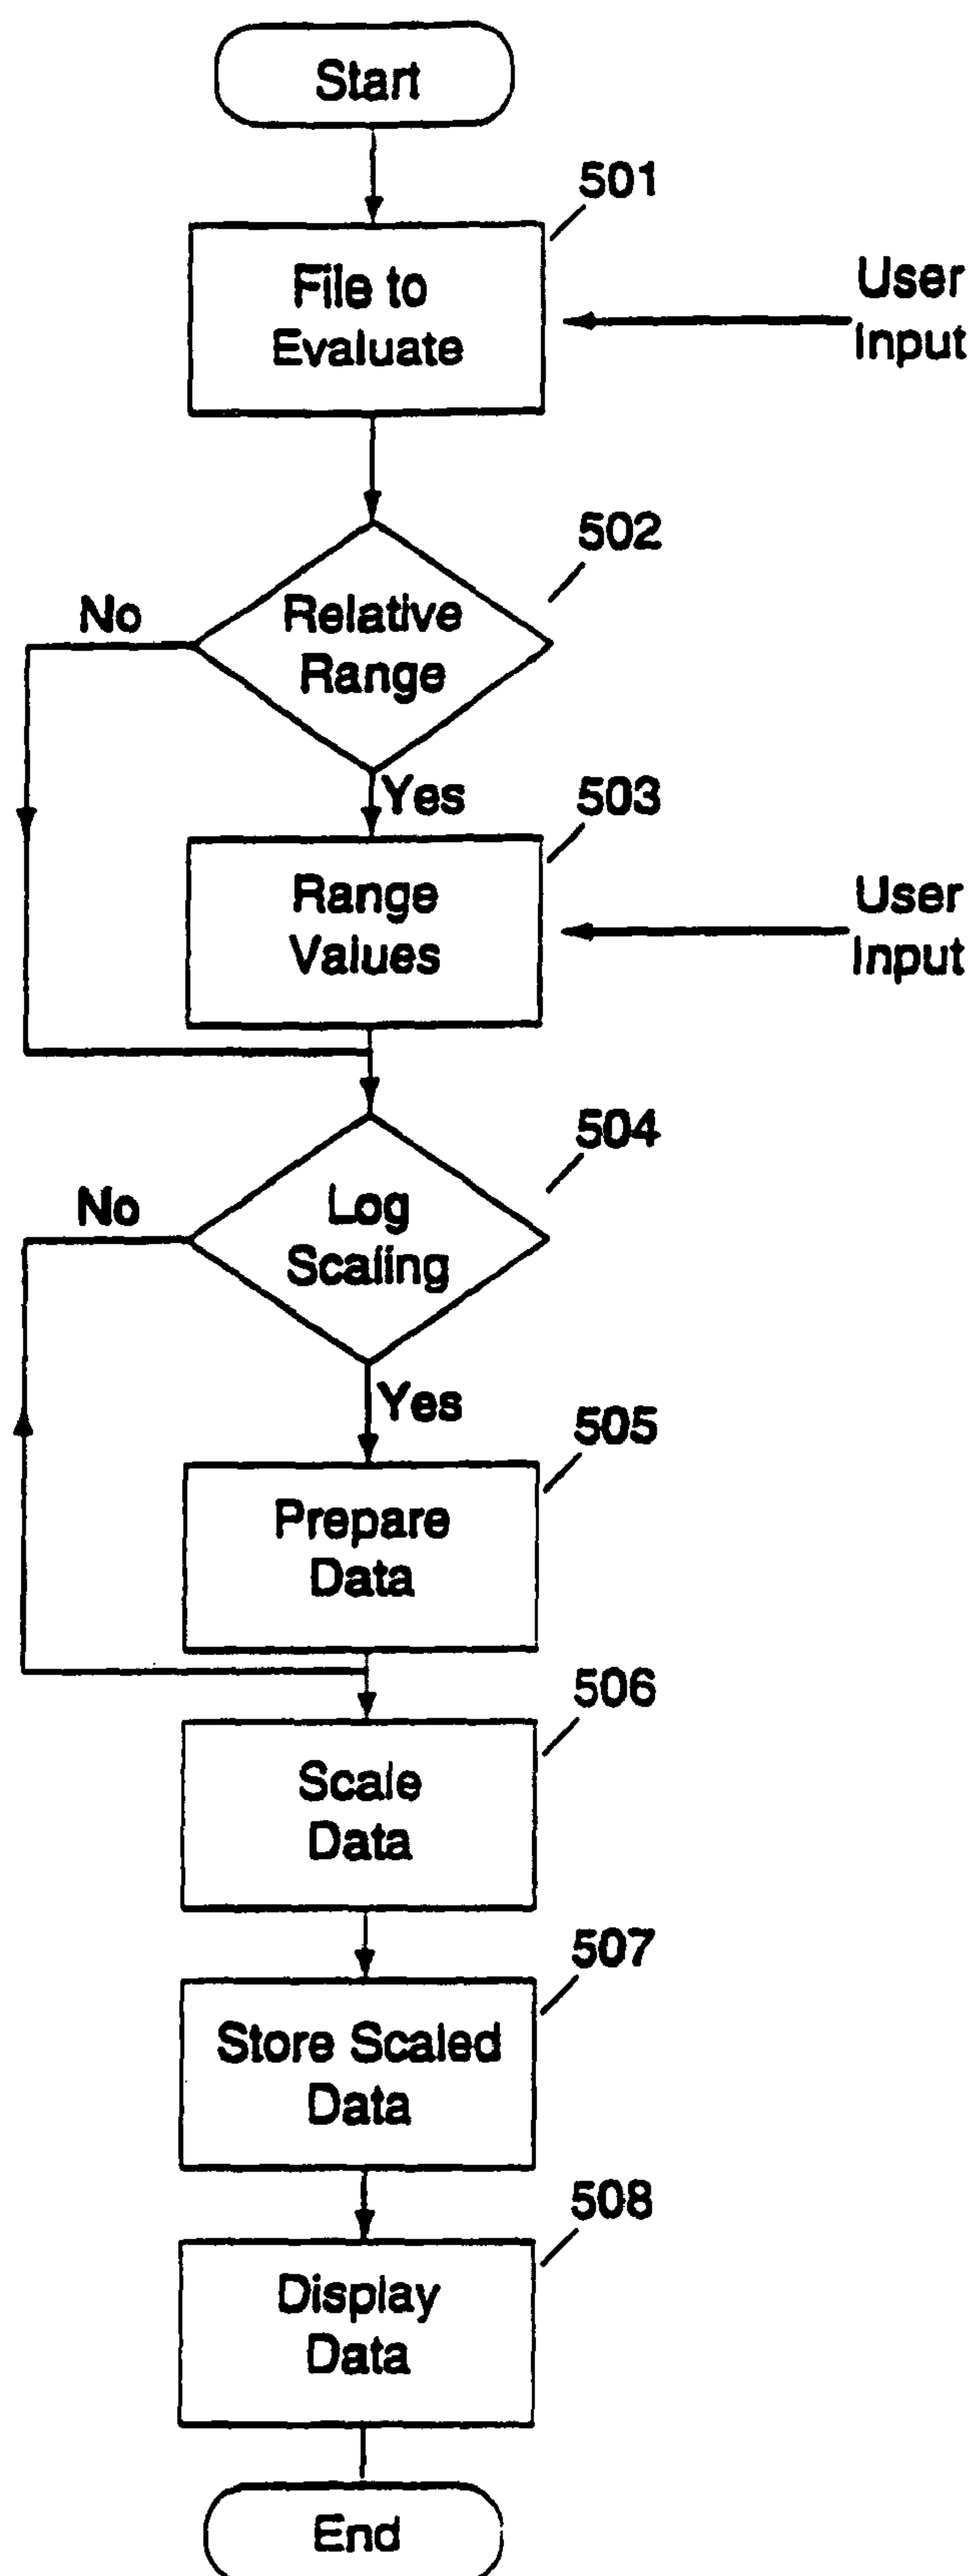 Start
501
File to
Evaluate
User
Input
502
No
Relative
Range
Yes
503
Range
Values
User
Input
504
No
Log
Scaling
Yes
505
Prepare
Data
506
Scale
Data
507
Store Scaled
Data
508
Display
Data
End